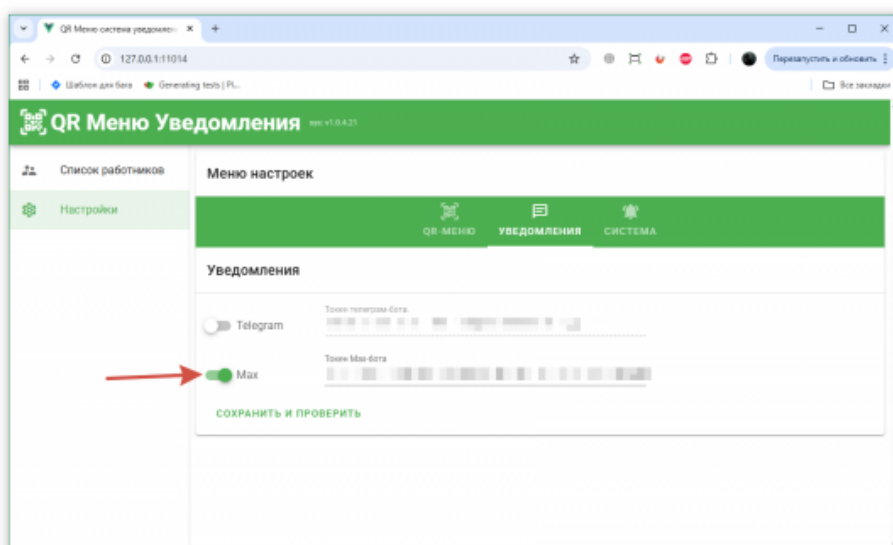 QR Меню система уведомлен
127.0.0.1:11014
Перезапустить и обновить
Шаблон для бага
Generating tests | Pl...
Все закладки
QR Меню Уведомления
Список работников
Настройки
Меню настроек
QR-МЕНЮ
УВЕДОМЛЕНИЯ
СИСТЕМА
Уведомления
Telegram
Токен телеграм-бота.
Max
Токен Max-бота
СОХРАНИТЬ И ПРОВЕРИТЬ